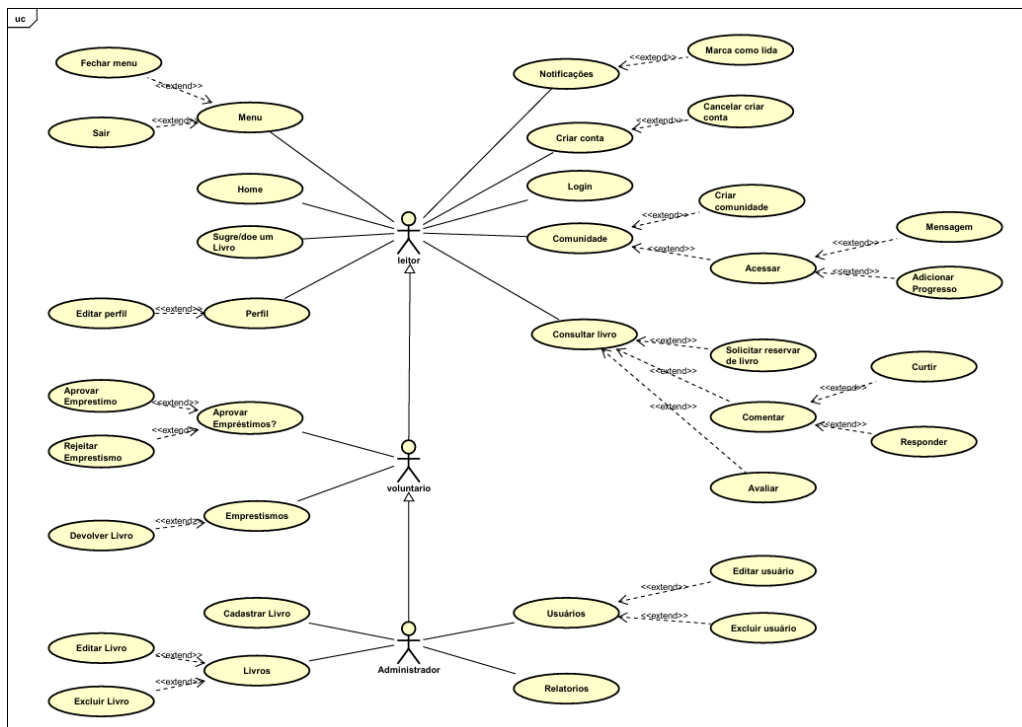 uc
Fechar menu
<<extend>>
Sair
<<extend>>
Menu
Home
Sugre/doe um
Livro
Editar perfil
<<extend>>
Perfil
leitor
Notificações
<<extend>>
Marca como lida
Criar conta
<<extend>>
Cancelar criar
conta
Login
Comunidade
<<extend>>
Criar
comunidade
<<extend>>
Acessar
<<extend>>
Mensagem
<<extend>>
Adicionar
Progresso
Consultar livro
<<extend>>
Solicitar reservar
de livro
<<extend>>
Comentar
<<extend>>
Curtir
<<extend>>
Responder
<<extend>>
Avaliar
Aprovar
Emprestimo
<<extend>>
Rejeitar
Emprestismo
<<extend>>
Aprovar
Empréstimos?
voluntario
Devolver Livro
<<extend>>
Emprestismos
Cadastrar Livro
Editar Livro
<<extend>>
Excluir Livro
<<extend>>
Livros
Administrador
Usuários
<<extend>>
Editar usuário
<<extend>>
Excluir usuário
Relatorios